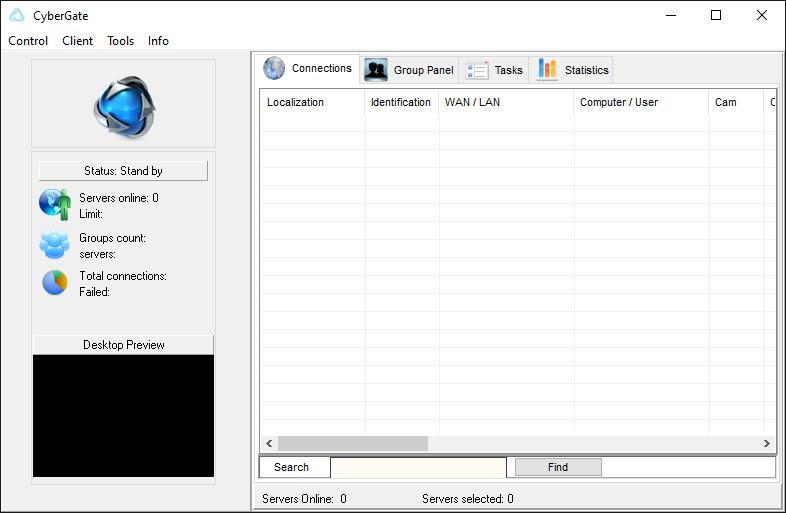 CyberGate
Control Client Tools Info
Connections Group Panel Tasks Statistics
Localization Identification WAN / LAN Computer / User Cam
Status: Stand by
Servers online: 0
Limit:
Groups count:
servers:
Total connections:
Failed:
Desktop Preview
Search Find
Servers Online: 0 Servers selected: 0